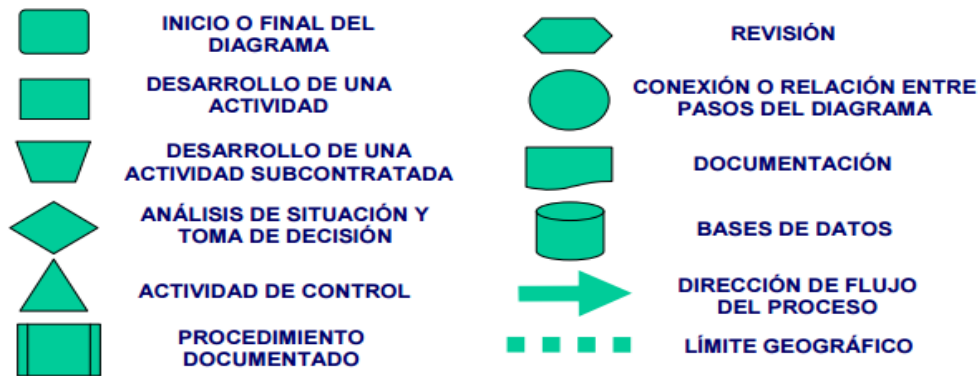 INICIO O FINAL DEL
DIAGRAMA
DESARROLLO DE UNA
ACTIVIDAD
DESARROLLO DE UNA
ACTIVIDAD SUBCONTRATADA
ANÁLISIS DE SITUACIÓN Y
TOMA DE DECISIÓN
ACTIVIDAD DE CONTROL
PROCEDIMIENTO
DOCUMENTADO
REVISIÓN
CONEXIÓN O RELACIÓN ENTRE
PASOS DEL DIAGRAMA
DOCUMENTACIÓN
BASES DE DATOS
DIRECCIÓN DE FLUJO
DEL PROCESO
LÍMITE GEOGRÁFICO